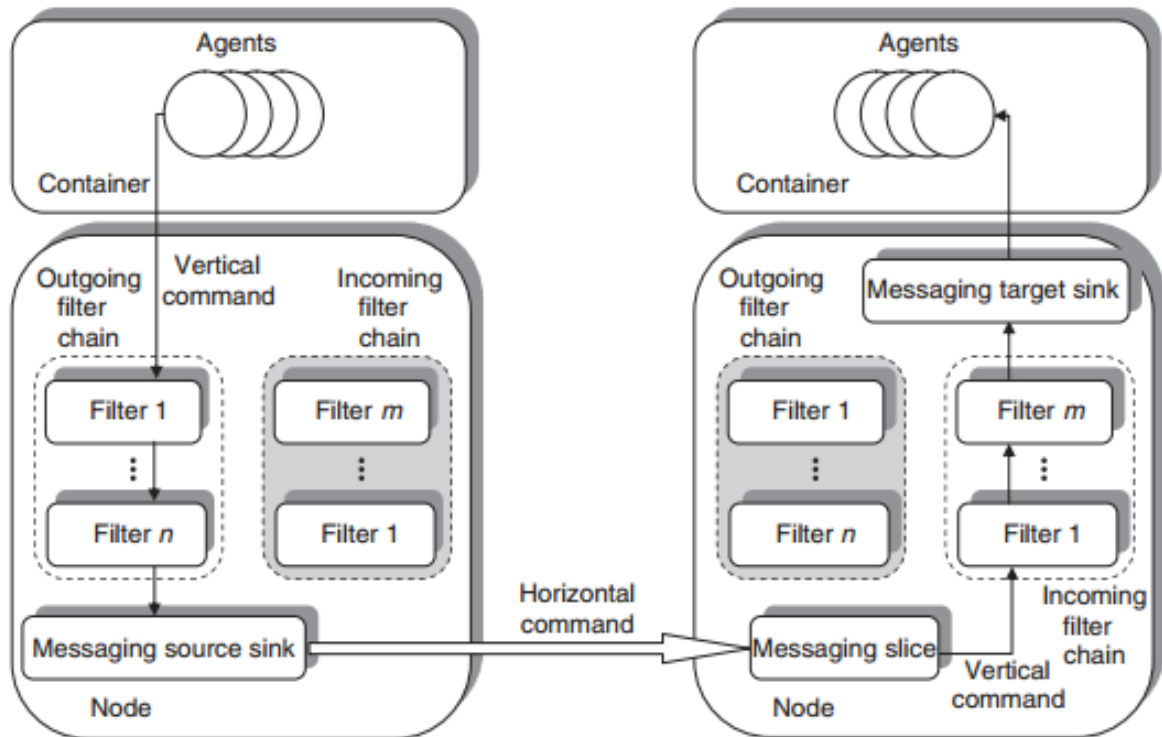 Agents
Container
Vertical
command
Outgoing
filter
chain
Incoming
filter
chain
Filter 1
Filter n
Filter m
Filter 1
Messaging source sink
Node
Horizontal
command
Agents
Container
Messaging target sink
Outgoing
filter
chain
Filter 1
Filter n
Filter m
Filter 1
Incoming
filter
chain
Messaging slice
Vertical
command
Node